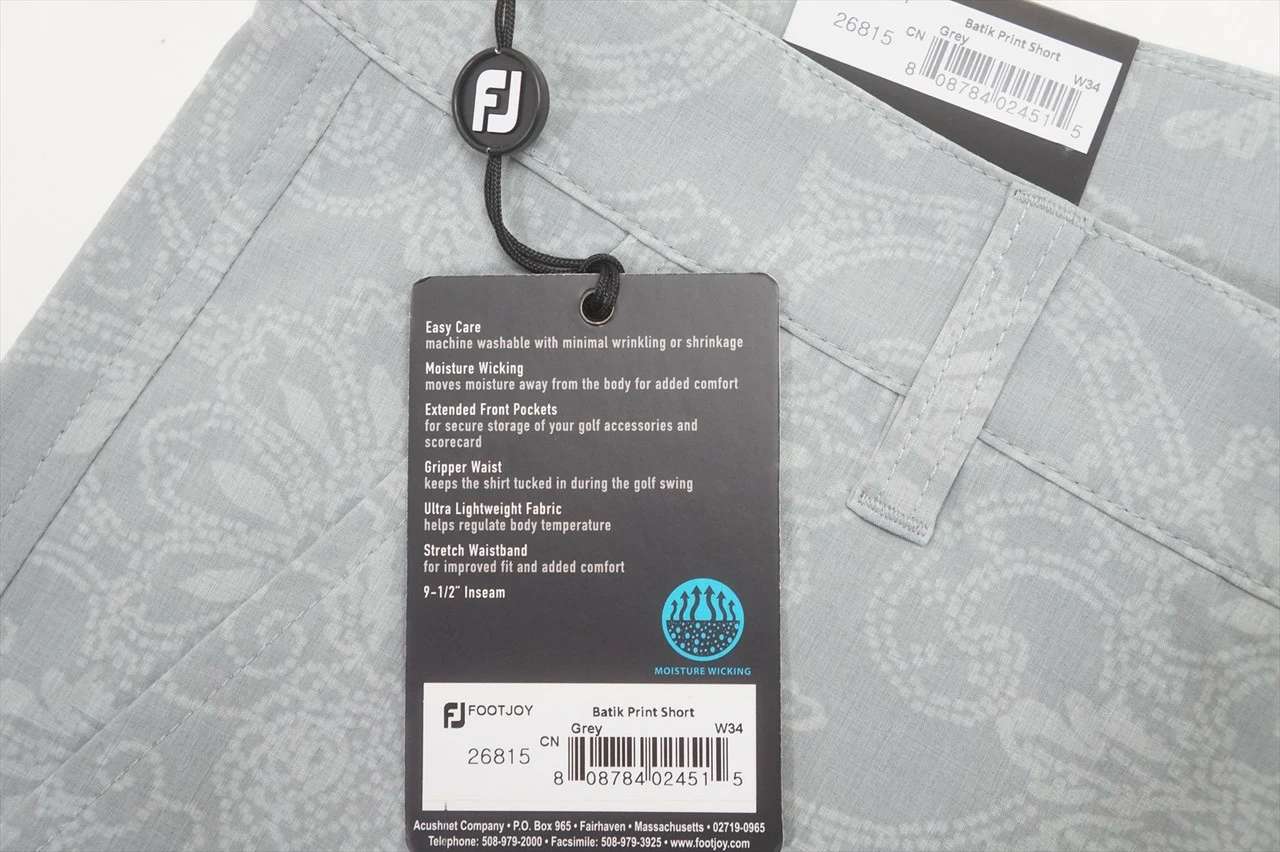 Batik Print Short
26815 CN Grey W34
8 08784 02451 5
FJ
Easy Care
machine washable with minimal wrinkling or shrinkage
Moisture Wicking
moves moisture away from the body for added comfort
Extended Front Pockets
for secure storage of your golf accessories and
scorecard
Gripper Waist
keeps the shirt tucked in during the golf swing
Ultra Lightweight Fabric
helps regulate body temperature
Stretch Waistband
for improved fit and added comfort
9-1/2" Inseam
MOISTURE WICKING
FJ FOOTJOY Batik Print Short
Grey W34
26815 CN
8 08784 02451 5
Acushnet Company • P.O. Box 965 • Fairhaven • Massachusetts • 02719-0965
Telephone: 508-979-2000 • Facsimile: 508-979-3925 • www.footjoy.com